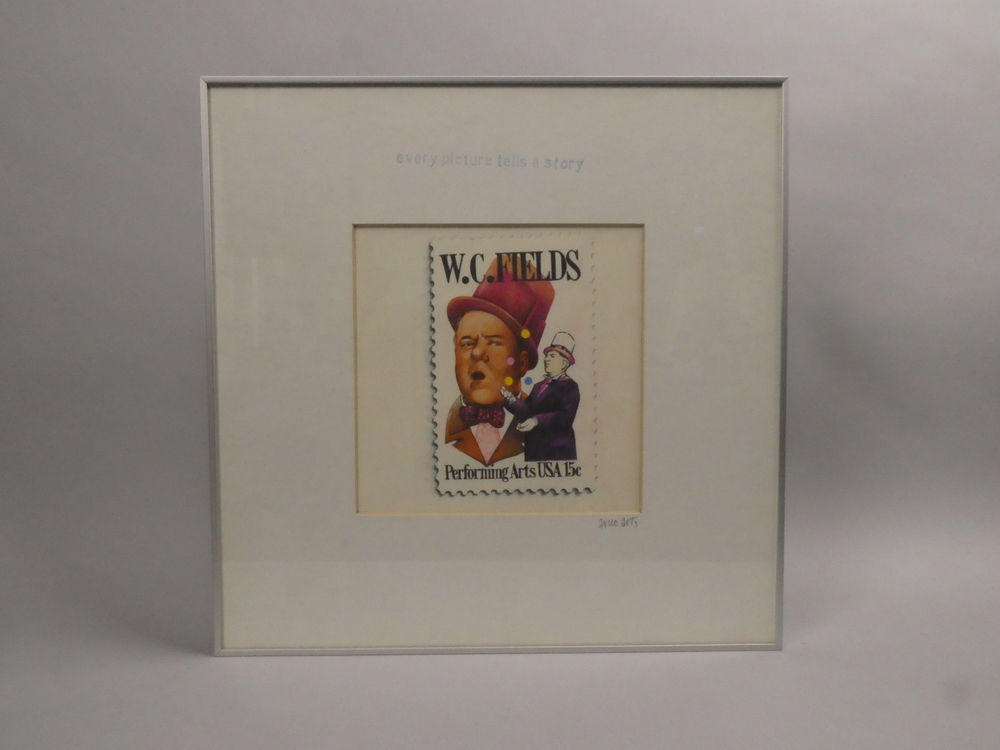 every picture tells a story
W.C.FIELDS
Performing Arts USA 15c